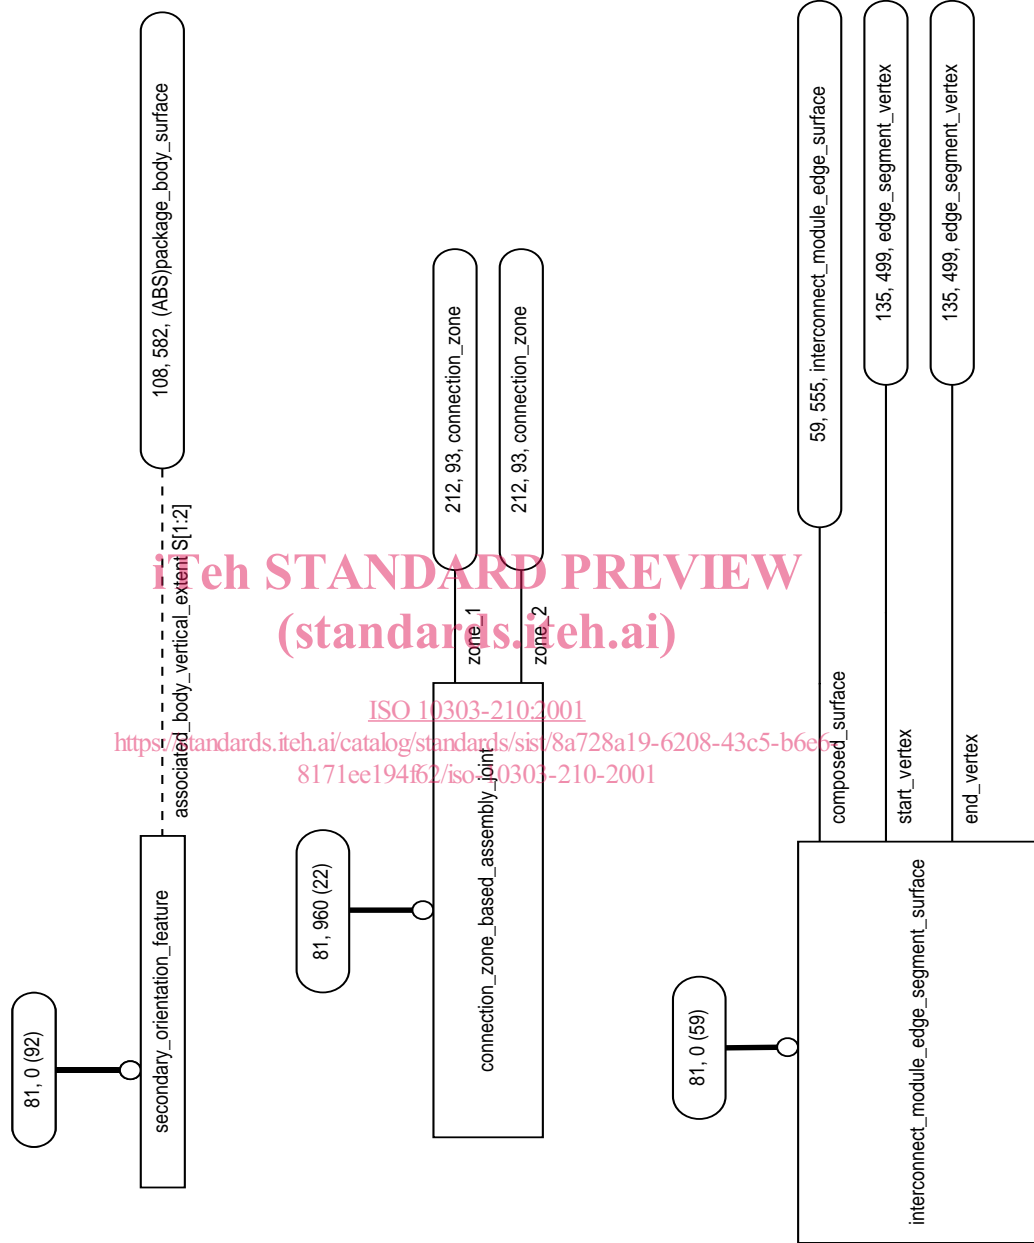 81, 0 (92)
secondary_orientation_feature
associated_body_vertical_extent S[1:2]
108, 582, (ABS)package_body_surface
81, 960 (22)
connection_zone_based_assembly_joint
zone_1
212, 93, connection_zone
zone_2
212, 93, connection_zone
81, 0 (59)
interconnect_module_edge_segment_surface
composed_surface
59, 555, interconnect_module_edge_surface
start_vertex
135, 499, edge_segment_vertex
end_vertex
135, 499, edge_segment_vertex
iTeh STANDARD PREVIEW
(standards.iteh.ai)
ISO 10303-210:2001
https://standards.iteh.ai/catalog/standards/sist/8a728a19-6208-43c5-b6e6-
8171ee194f62/iso-10303-210-2001